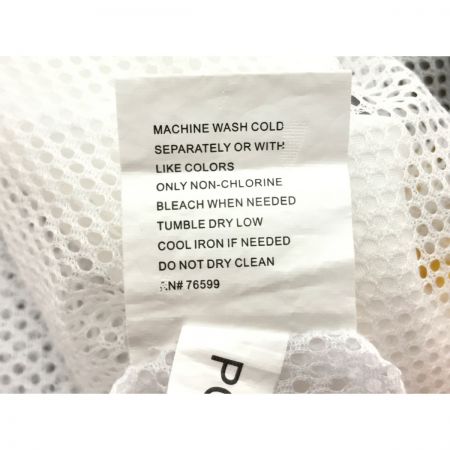 MACHINE WASH COLD
SEPARATELY OR WITH
LIKE COLORS
ONLY NON-CHLORINE
BLEACH WHEN NEEDED
TUMBLE DRY LOW
COOL IRON IF NEEDED
DO NOT DRY CLEAN
RN# 76599